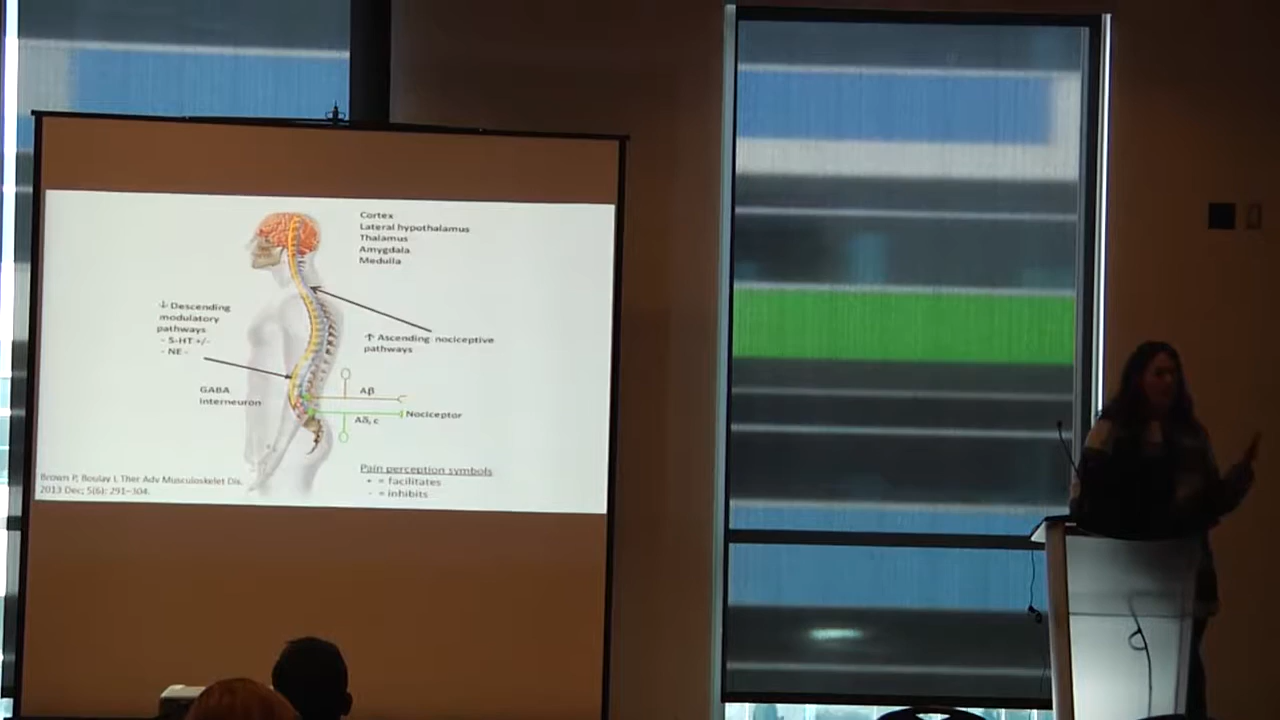 Cortex
Lateral hypothalamus
Thalamus
Amygdala
Medulla
↓ Descending
modulatory
pathways
- 5-HT +/-
- NE -
↑ Ascending nociceptive
pathways
GABA
interneuron
Aβ
Nociceptor
Aδ, c
Pain perception symbols
+ = facilitates
- = inhibits
Brown P, Boulay L Ther Adv Musculoskelet Dis.
2013 Dec; 5(6): 291–304.